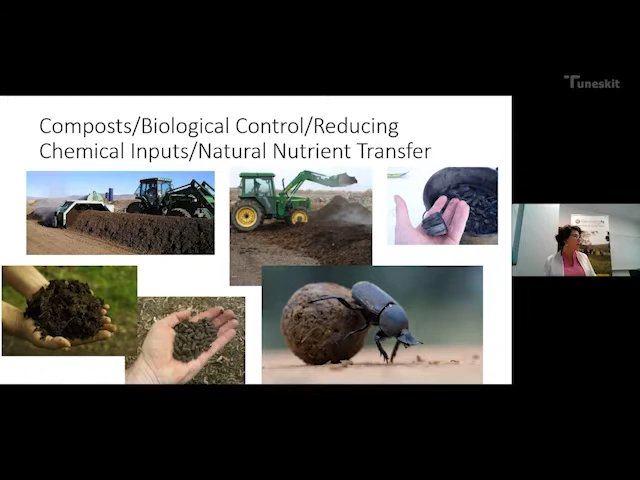 Tuneskit
Composts/Biological Control/Reducing
Chemical Inputs/Natural Nutrient Transfer